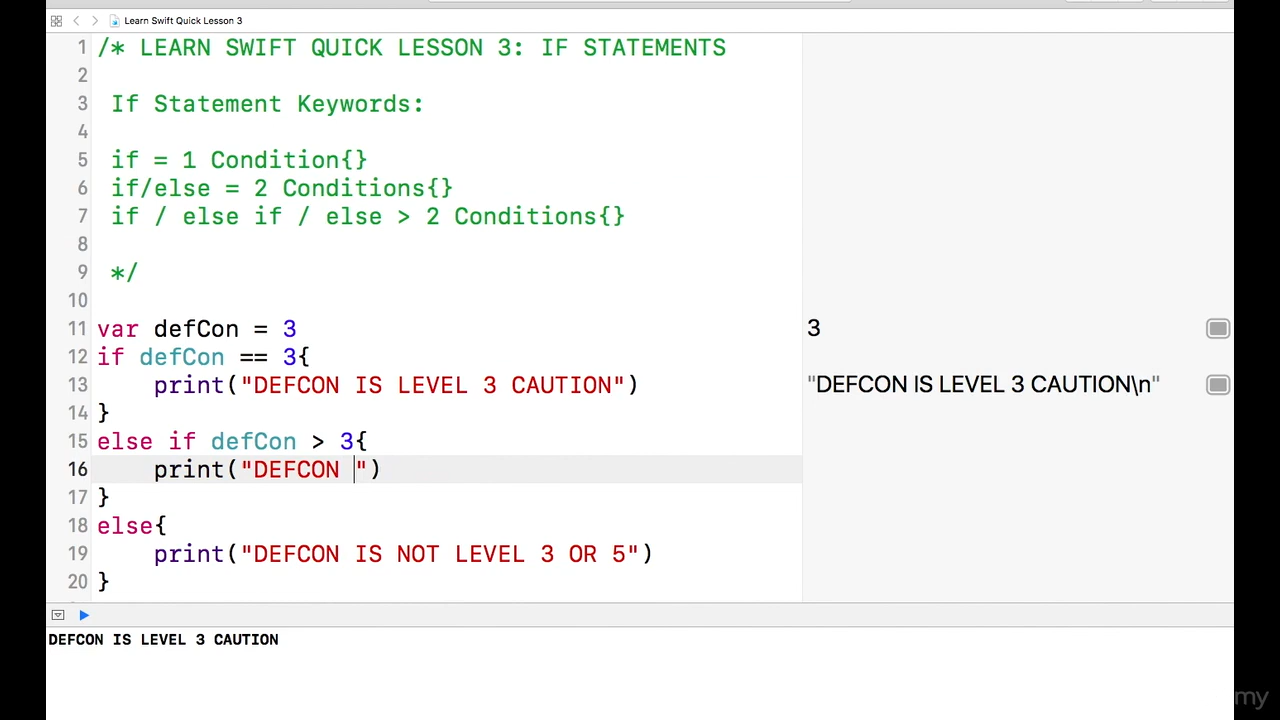 Learn Swift Quick Lesson 3
1 /* LEARN SWIFT QUICK LESSON 3: IF STATEMENTS
2
3 If Statement Keywords:
4
5 if = 1 Condition{}
6 if/else = 2 Conditions{}
7 if / else if / else > 2 Conditions{}
8
9 */
10
11 var defCon = 3 3
12 if defCon == 3{
13 print("DEFCON IS LEVEL 3 CAUTION") "DEFCON IS LEVEL 3 CAUTION\n"
14 }
15 else if defCon > 3{
16 print("DEFCON ")
17 }
18 else{
19 print("DEFCON IS NOT LEVEL 3 OR 5")
20 }
DEFCON IS LEVEL 3 CAUTION
my